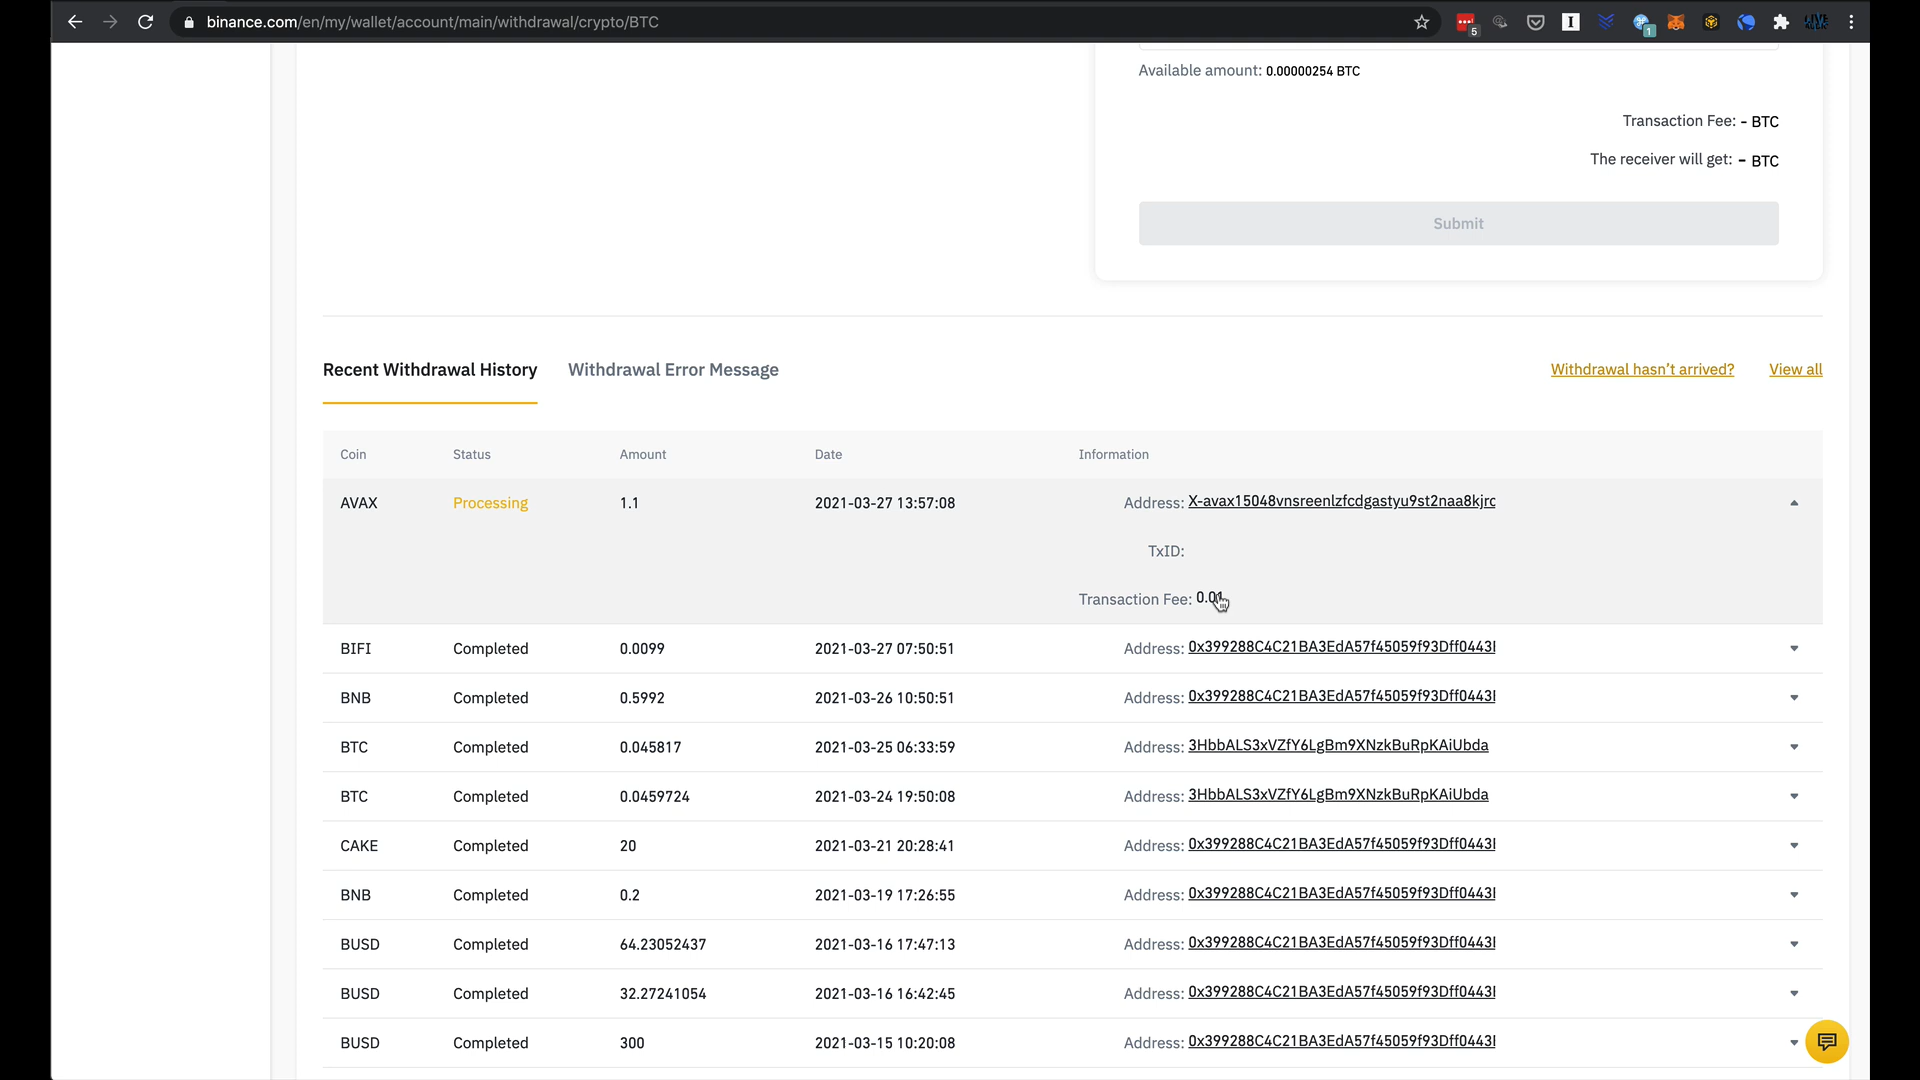 binance.com/en/my/wallet/account/main/withdrawal/crypto/BTC
5
1
Available amount: 0.00000254 BTC
Transaction Fee: - BTC
The receiver will get: - BTC
Submit
Recent Withdrawal History Withdrawal Error Message Withdrawal hasn't arrived? View all
Coin Status Amount Date Information
AVAX Processing 1.1 2021-03-27 13:57:08 Address: X-avax15048vnsreenlzfcdgastyu9st2naa8kjrc
TxID:
Transaction Fee: 0.01
BIFI Completed 0.0099 2021-03-27 07:50:51 Address: 0x399288C4C21BA3EdA57f45059f93Dff0443
BNB Completed 0.5992 2021-03-26 10:50:51 Address: 0x399288C4C21BA3EdA57f45059f93Dff0443
BTC Completed 0.045817 2021-03-25 06:33:59 Address: 3HbbALS3xVZfY6LgBm9XNzkBuRpKAiUbda
BTC Completed 0.0459724 2021-03-24 19:50:08 Address: 3HbbALS3xVZfY6LgBm9XNzkBuRpKAiUbda
CAKE Completed 20 2021-03-21 20:28:41 Address: 0x399288C4C21BA3EdA57f45059f93Dff0443
BNB Completed 0.2 2021-03-19 17:26:55 Address: 0x399288C4C21BA3EdA57f45059f93Dff0443
BUSD Completed 64.23052437 2021-03-16 17:47:13 Address: 0x399288C4C21BA3EdA57f45059f93Dff0443
BUSD Completed 32.27241054 2021-03-16 16:42:45 Address: 0x399288C4C21BA3EdA57f45059f93Dff0443
BUSD Completed 300 2021-03-15 10:20:08 Address: 0x399288C4C21BA3EdA57f45059f93Dff0443